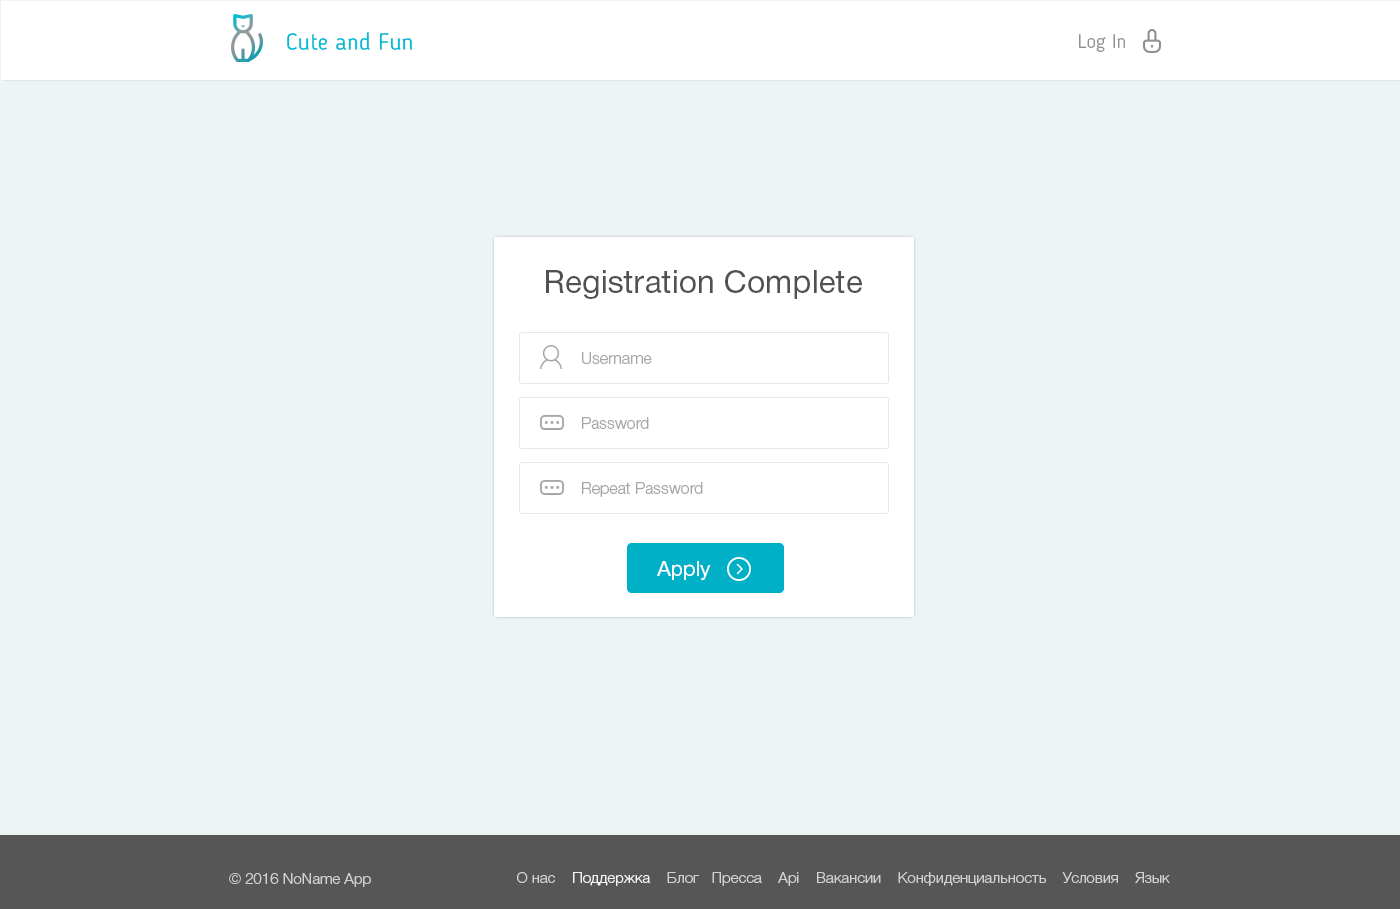 Cute and Fun Log In
Registration Complete
Username
Password
Repeat Password
Apply
© 2016 NoName App О нас Поддержка Блог Пресса Api Вакансии Конфиденциальность Условия Язык